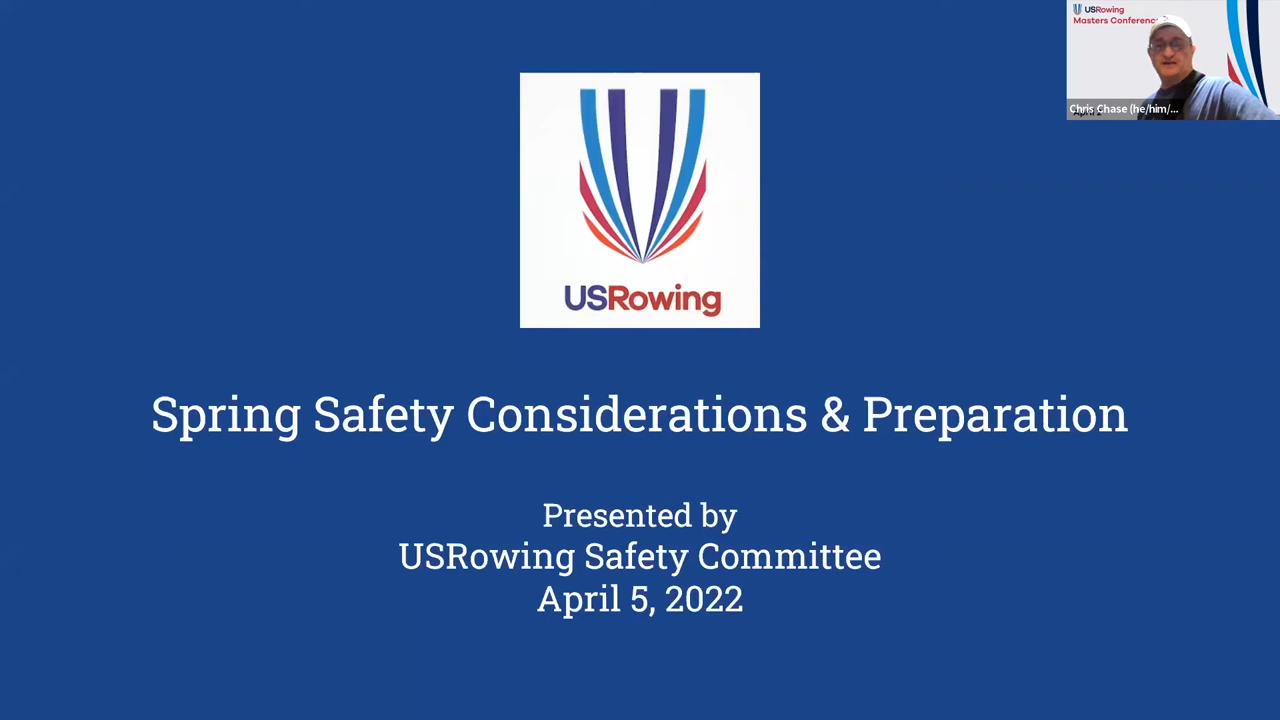 USRowing
Masters Conference
Chris Chase (he/him/...
USRowing
Spring Safety Considerations & Preparation
Presented by
USRowing Safety Committee
April 5, 2022